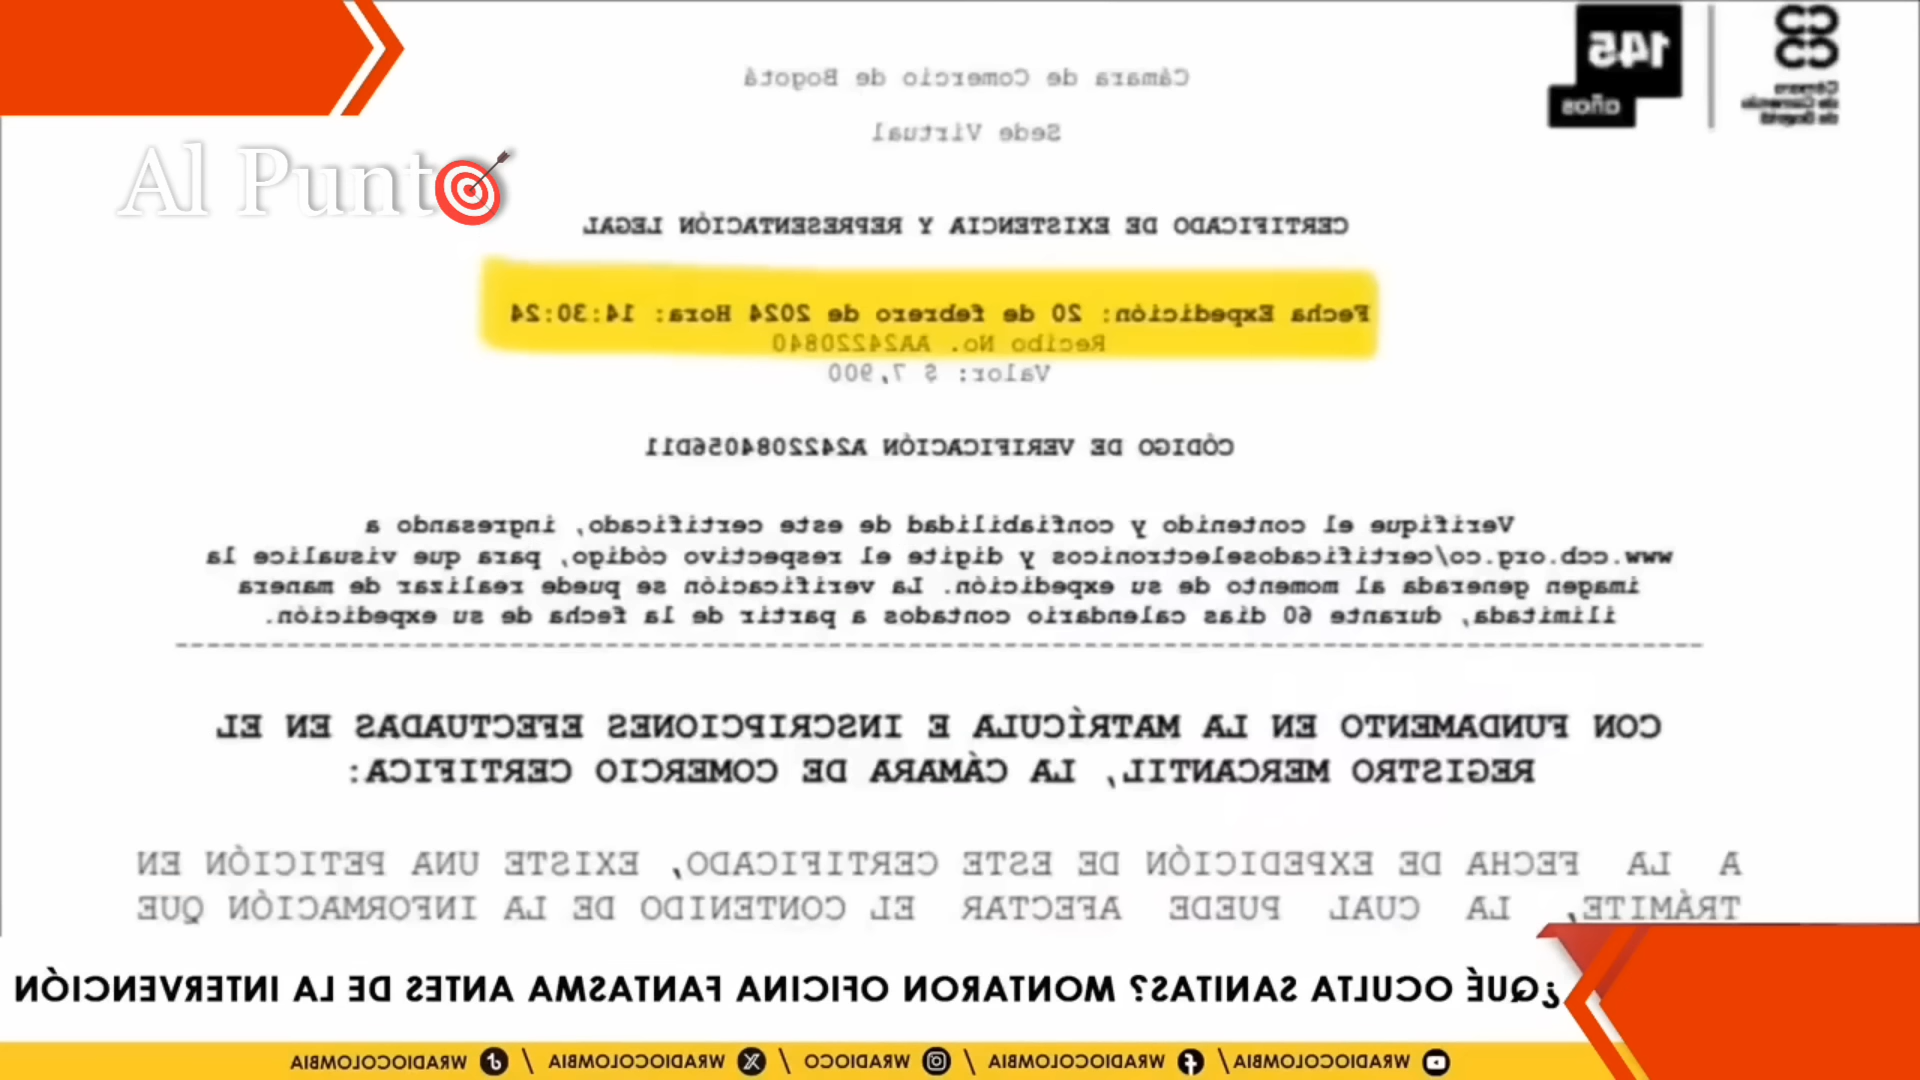 145
años
Cámara
de Comercio
de Bogotá
Cámara de Comercio de Bogotá
Sede Virtual
Al Punto
CERTIFICADO DE EXISTENCIA Y REPRESENTACIÓN LEGAL
Fecha Expedición: 20 de febrero de 2024 Hora: 14:30:24
Recibo No. AA24220840
Valor: $ 7,900
CÓDIGO DE VERIFICACIÓN A2422084056D11
Verifique el contenido y confiabilidad de este certificado, ingresando a
www.ccb.org.co/certificadoselectronicos y digite el respectivo código, para que visualice la
imagen generada al momento de su expedición. La verificación se puede realizar de manera
ilimitada, durante 60 días calendario contados a partir de la fecha de su expedición.
CON FUNDAMENTO EN LA MATRÍCULA E INSCRIPCIONES EFECTUADAS EN EL
REGISTRO MERCANTIL, LA CÁMARA DE COMERCIO CERTIFICA:
A LA FECHA DE EXPEDICIÓN DE ESTE CERTIFICADO, EXISTE UNA PETICIÓN EN
TRÁMITE, LA CUAL PUEDE AFECTAR EL CONTENIDO DE LA INFORMACIÓN QUE
¿QUÉ OCULTA SANITAS? MONTARON OFICINA FANTASMA ANTES DE LA INTERVENCIÓN
WRADIOCOLOMBIA / WRADIOCOLOMBIA / WRADIOCO / WRADIOCOLOMBIA / WRADIOCOLOMBIA